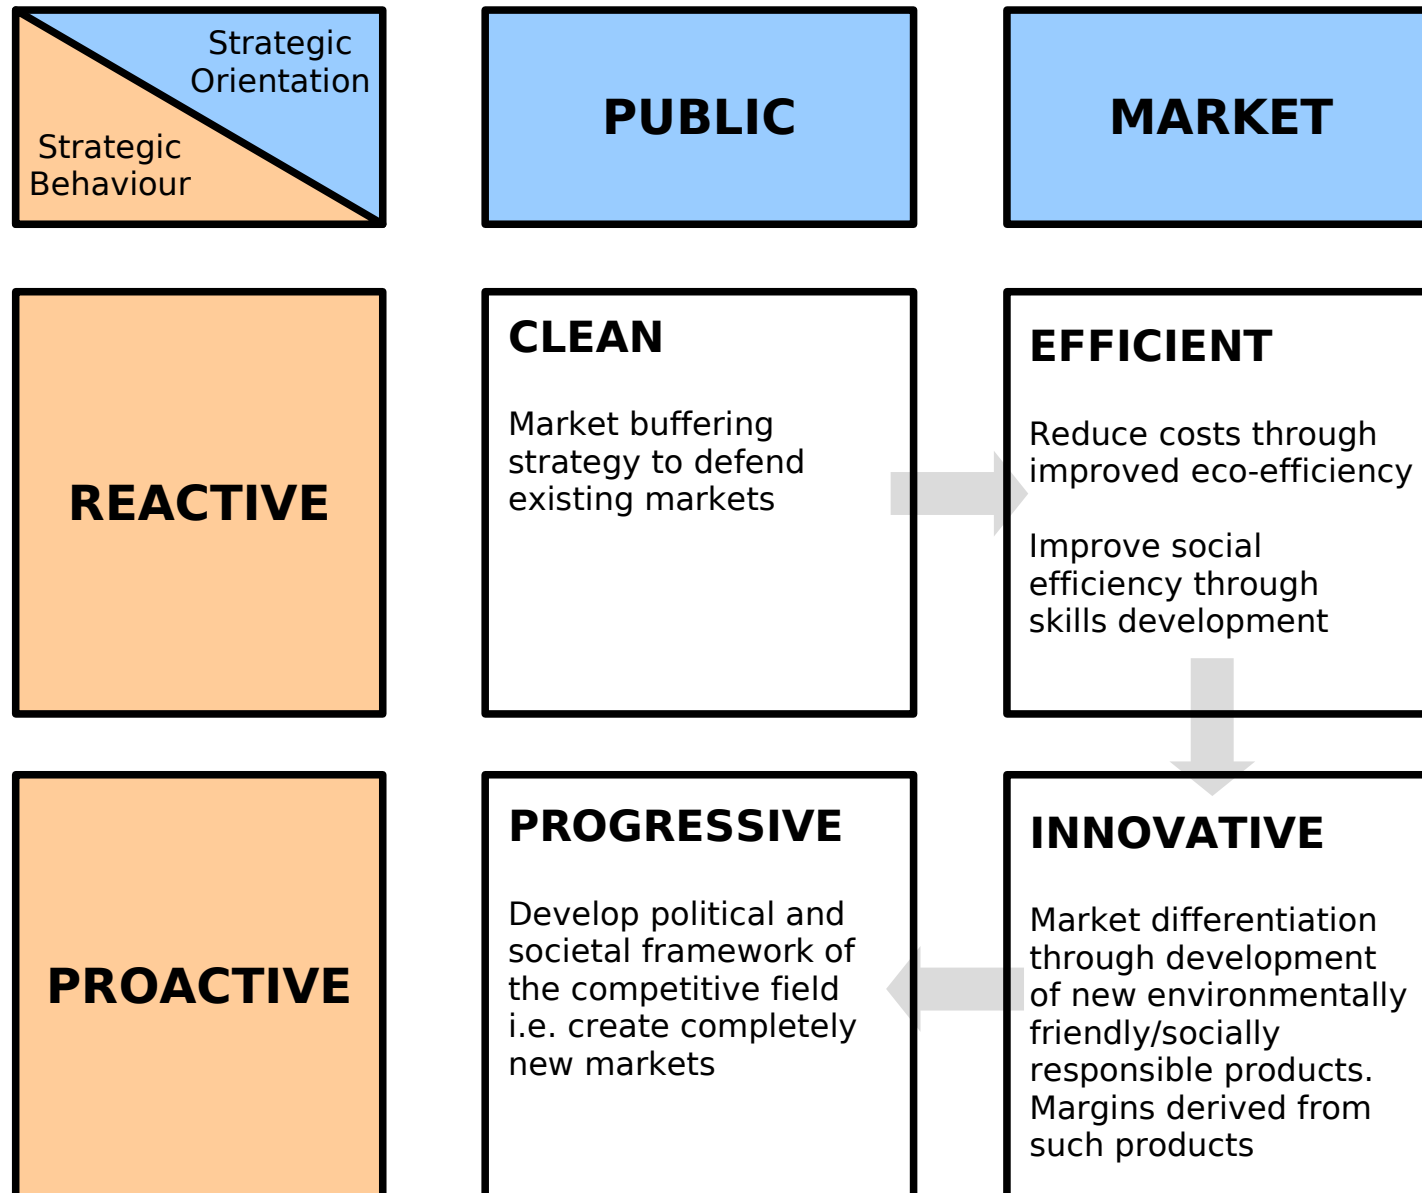 Strategic
Orientation
Strategic
Behaviour
PUBLIC
MARKET
REACTIVE
CLEAN
Market buffering
strategy to defend
existing markets
EFFICIENT
Reduce costs through
improved eco-efficiency
Improve social
efficiency through
skills development
PROACTIVE
PROGRESSIVE
Develop political and
societal framework of
the competitive field
i.e. create completely
new markets
INNOVATIVE
Market differentiation
through development
of new environmentally
friendly/socially
responsible products.
Margins derived from
such products